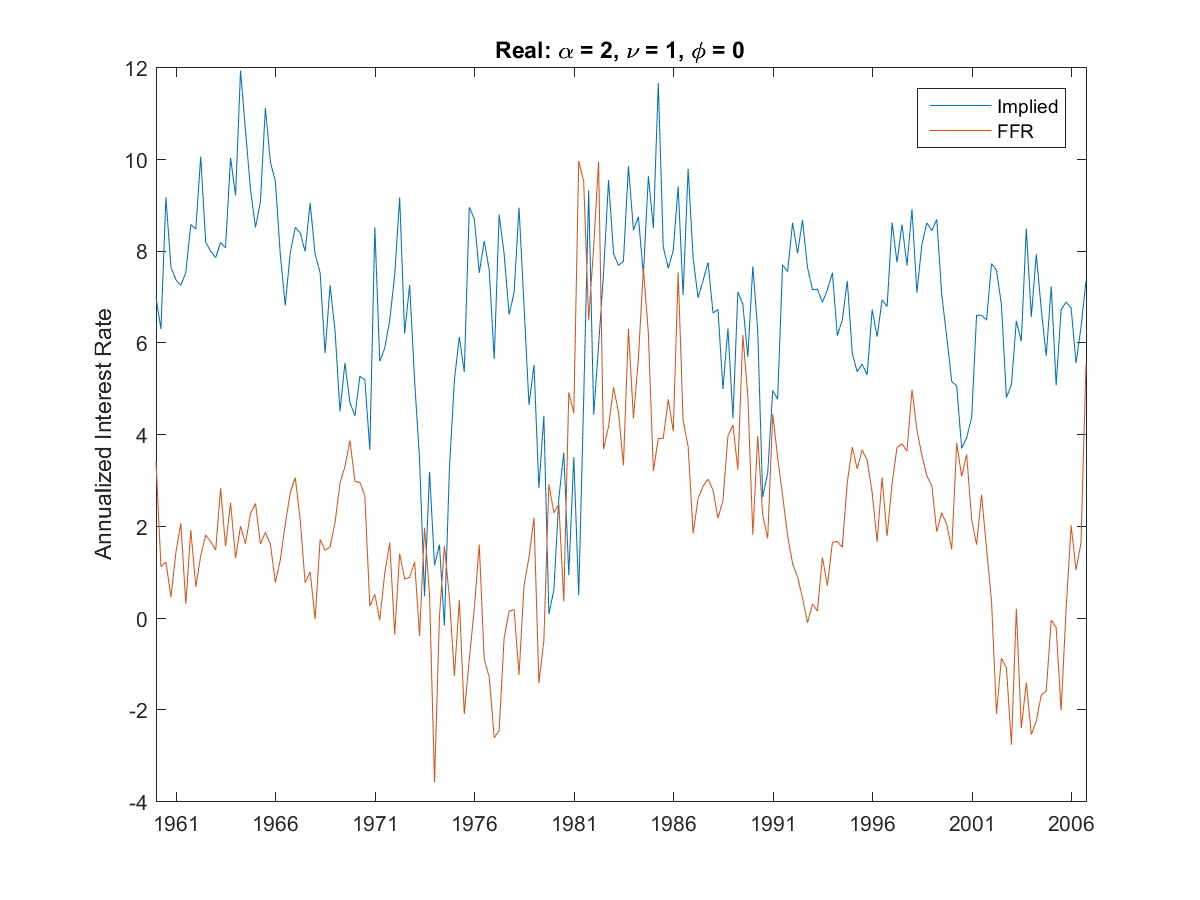 Real: α = 2, ν = 1, ϕ = 0
Implied
FFR
Annualized Interest Rate
12
10
8
6
4
2
0
-2
-4
1961 1966 1971 1976 1981 1986 1991 1996 2001 2006